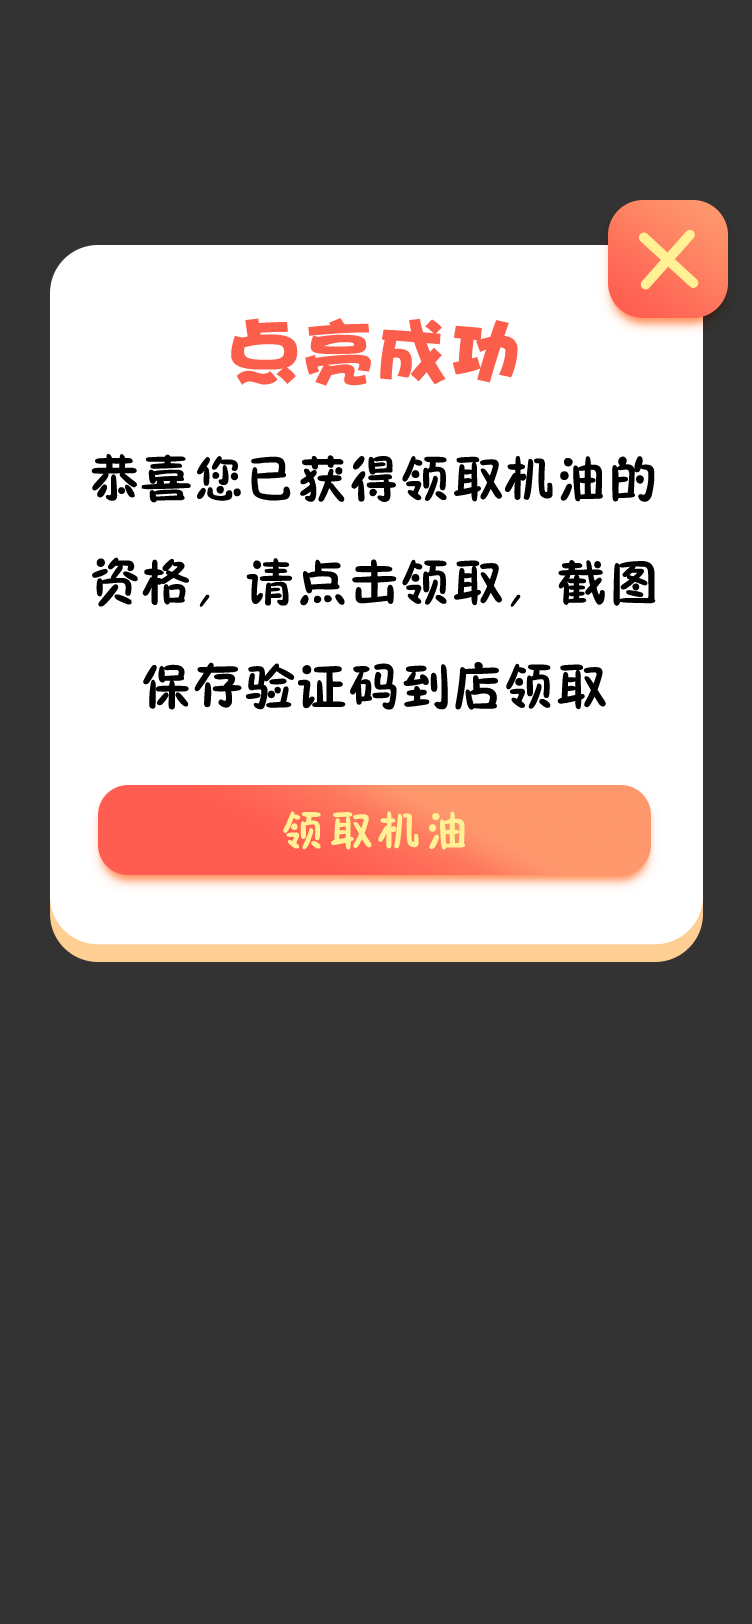 点亮成功
恭喜您已获得领取机油的
资格，请点击领取，截图
保存验证码到店领取
领取机油